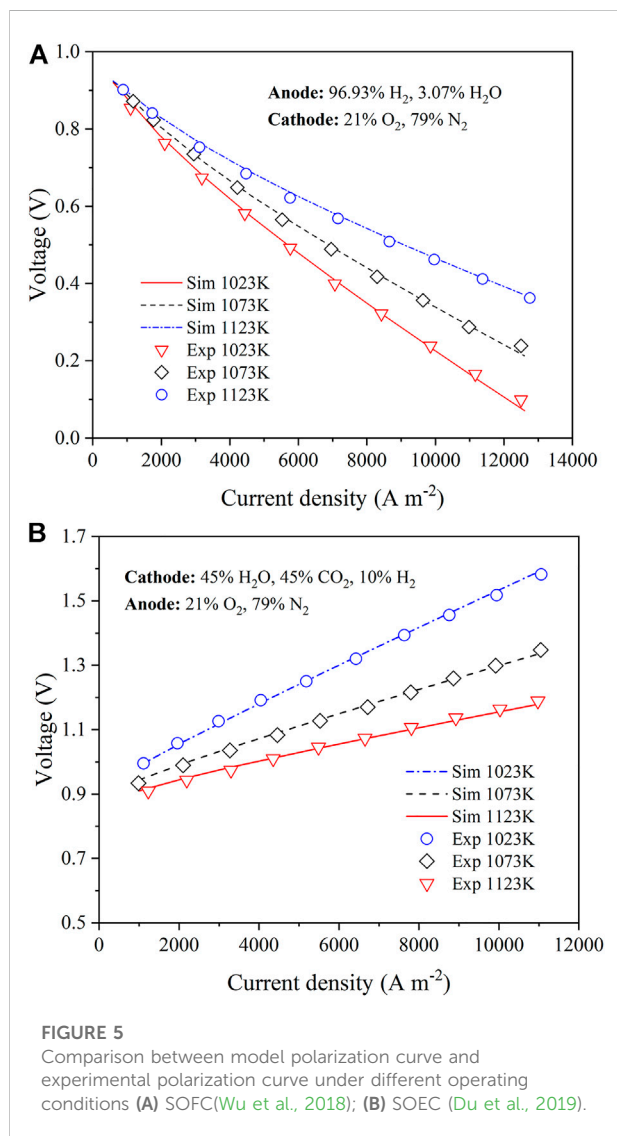 A
1.0
0.8
0.6
0.4
0.2
0.0
Voltage (V)
Anode: 96.93% H₂, 3.07% H₂O
Cathode: 21% O₂, 79% N₂
Sim 1023K
Sim 1073K
Sim 1123K
Exp 1023K
Exp 1073K
Exp 1123K
0 2000 4000 6000 8000 10000 12000 14000
Current density (A m⁻²)
B
1.7
1.5
1.3
1.1
0.9
0.7
0.5
Voltage (V)
Cathode: 45% H₂O, 45% CO₂, 10% H₂
Anode: 21% O₂, 79% N₂
Sim 1023K
Sim 1073K
Sim 1123K
Exp 1023K
Exp 1073K
Exp 1123K
0 2000 4000 6000 8000 10000 12000
Current density (A m⁻²)
FIGURE 5
Comparison between model polarization curve and
experimental polarization curve under different operating
conditions (A) SOFC(Wu et al., 2018); (B) SOEC (Du et al., 2019).